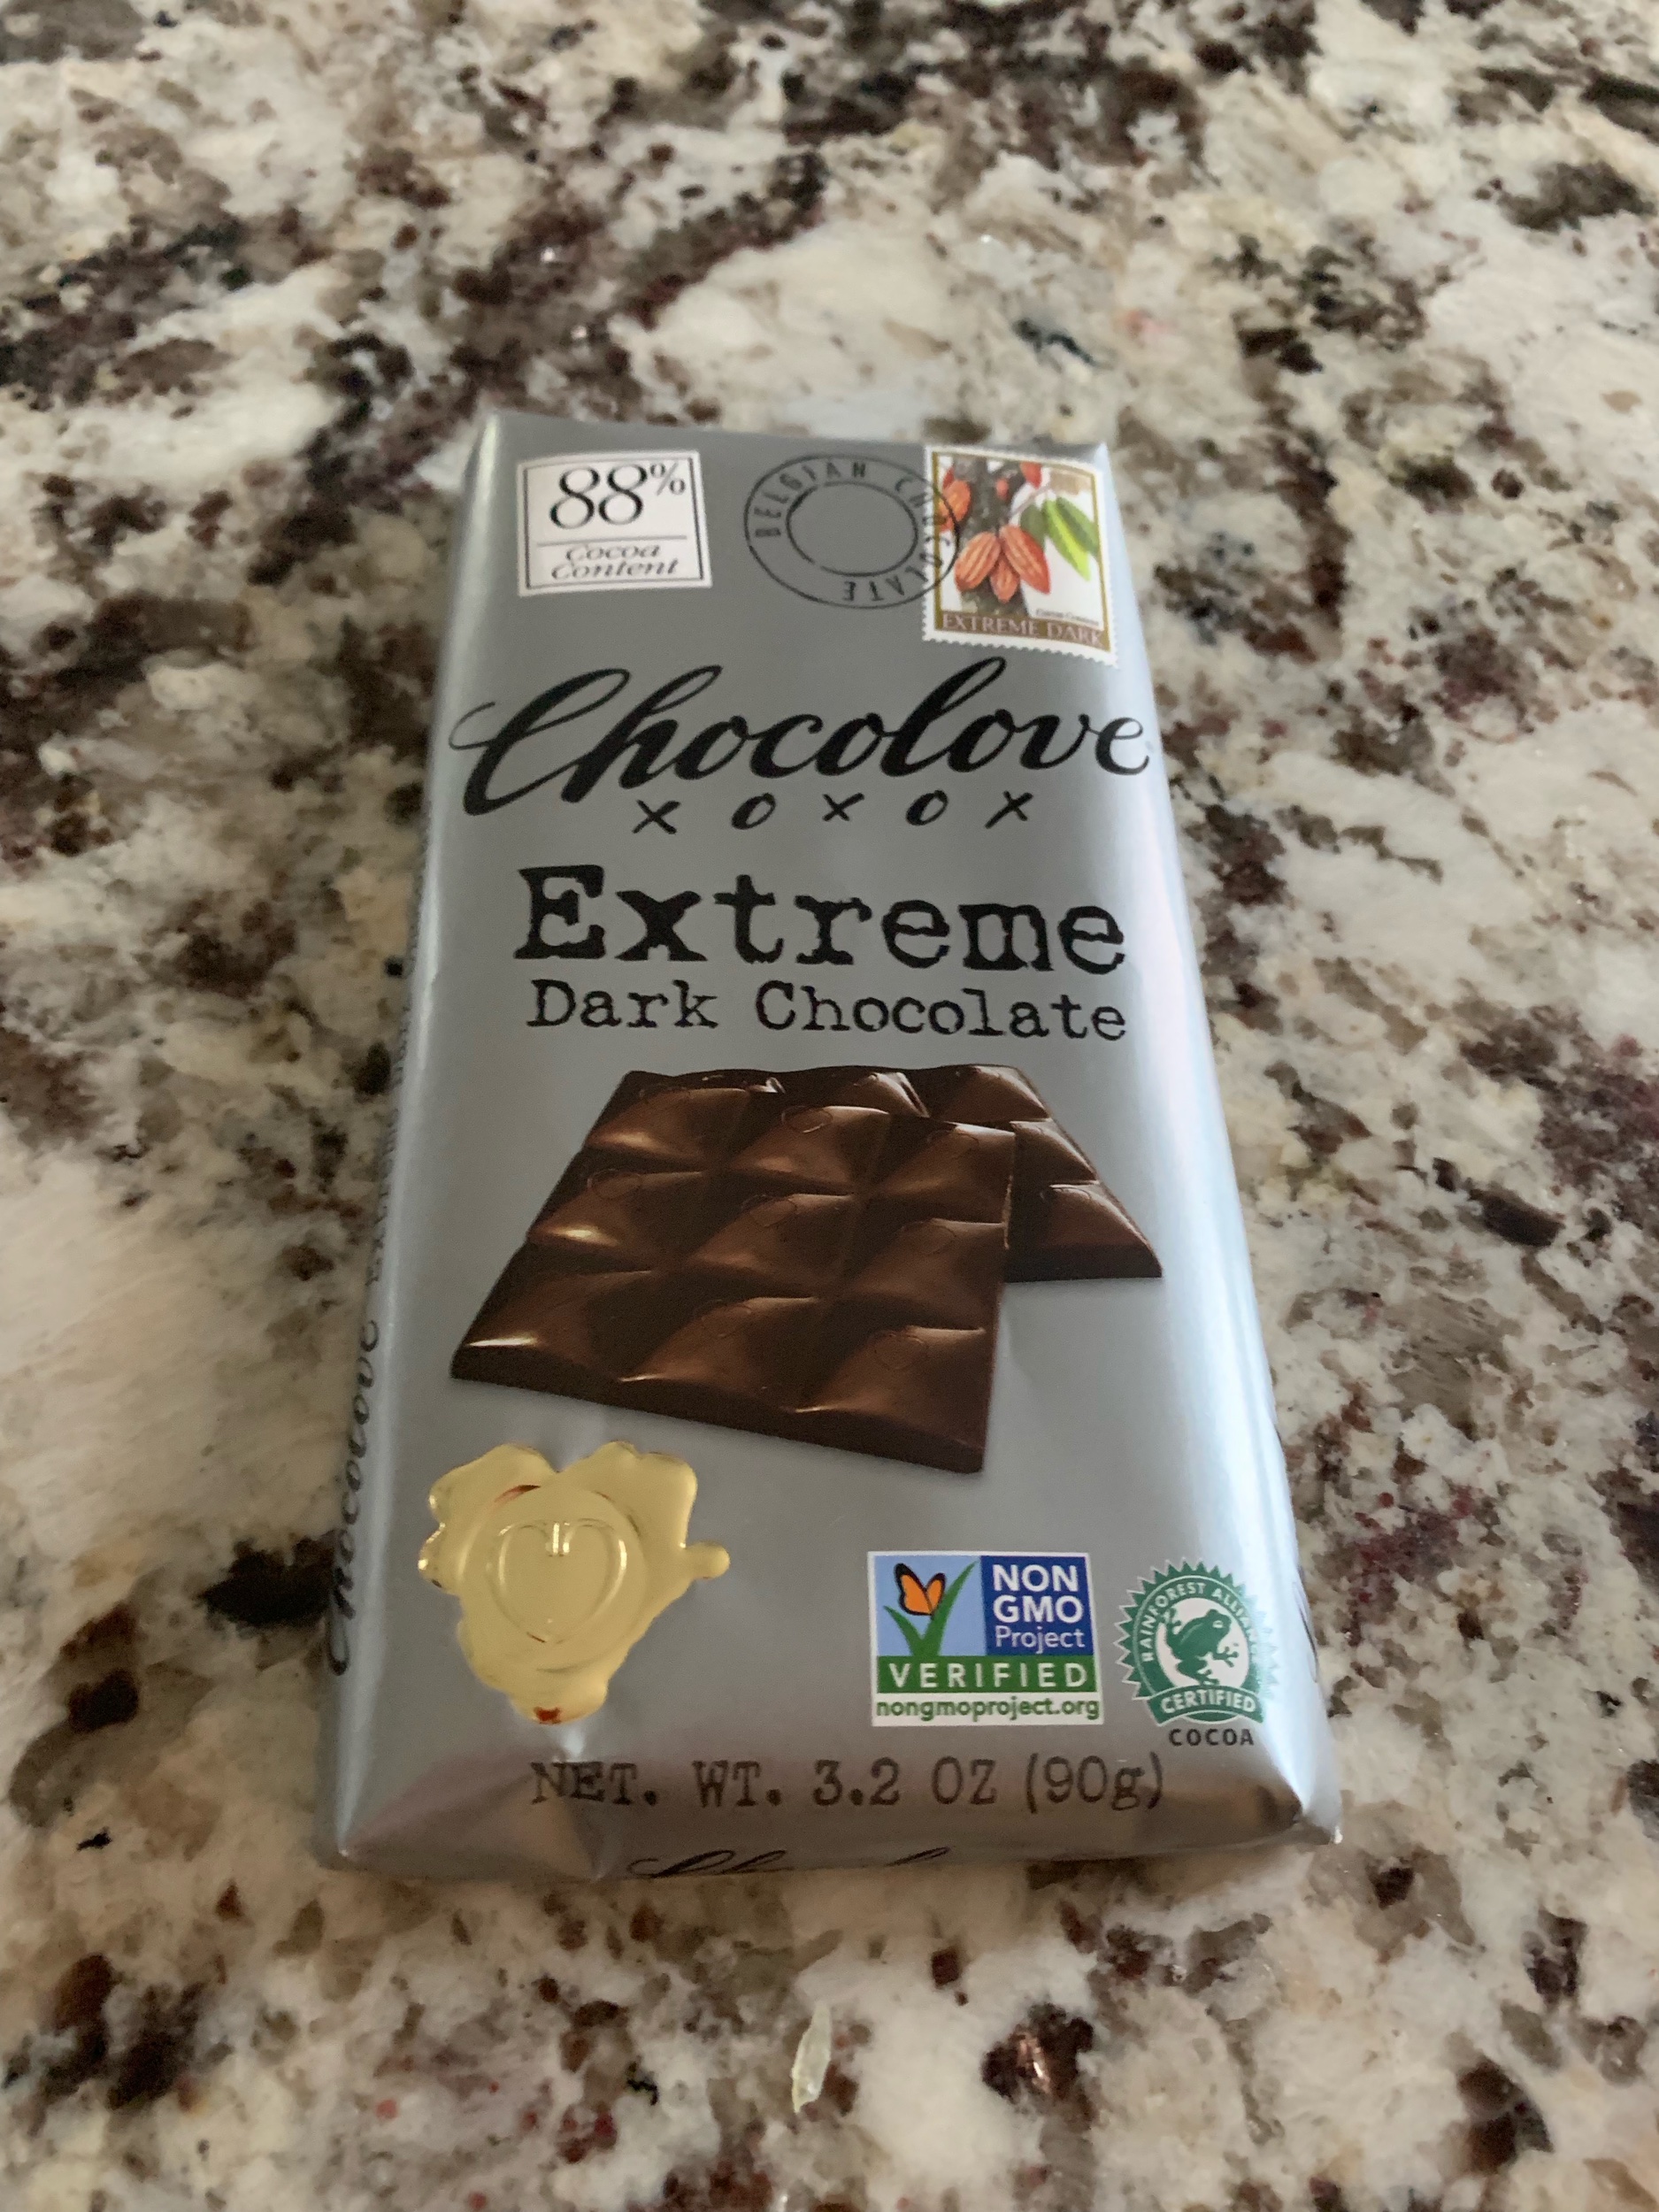 88%
Cocoa
Content
BELGIAN CHOCOLATE
EXTREME DARK
Chocolove
x o x o x
Extreme
Dark Chocolate
Chocolove
NON
GMO
Project
VERIFIED
nongmoproject.org
RAINFOREST ALLIANCE
CERTIFIED
COCOA
NET. WT. 3.2 OZ (90g)